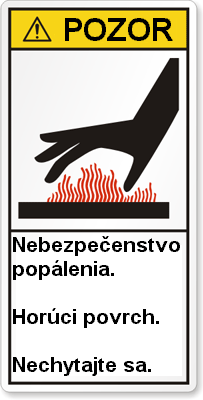 POZOR
Nebezpečenstvo
popálenia.
Horúci povrch.
Nechytajte sa.